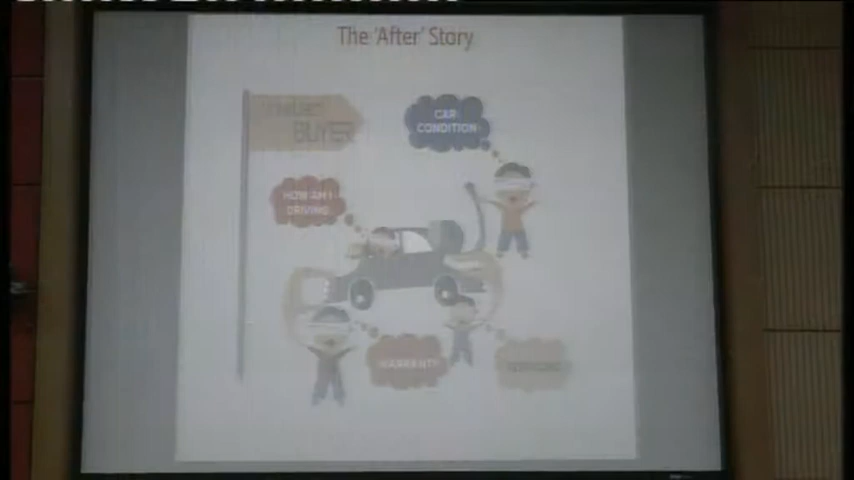 The 'After' Story
BUYER
CAR
CONDITION
HOW AM I
DRIVING
WARRANTY